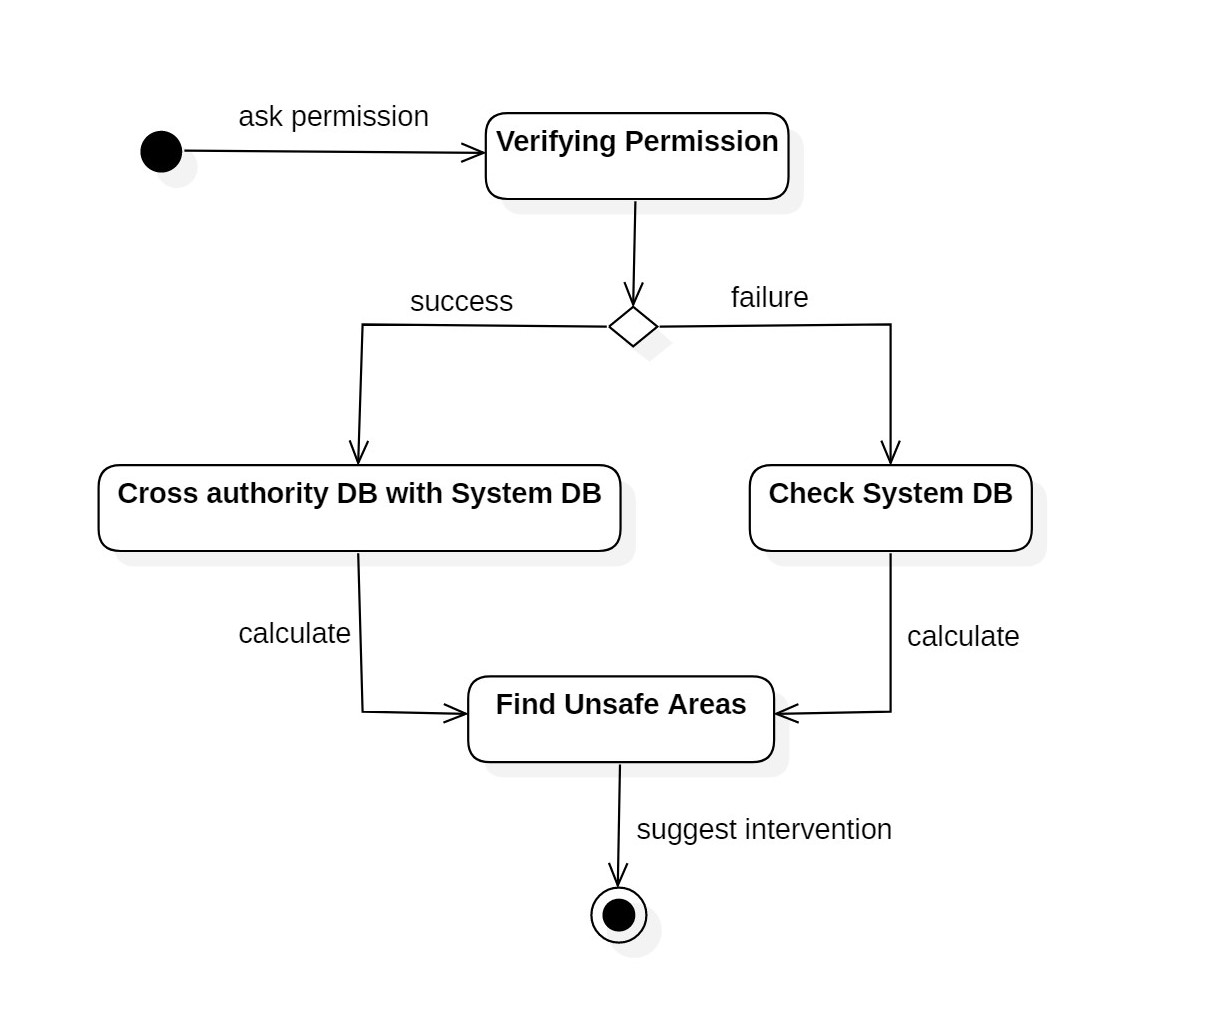 ask permission
Verifying Permission
success
failure
Cross authority DB with System DB
Check System DB
calculate
calculate
Find Unsafe Areas
suggest intervention